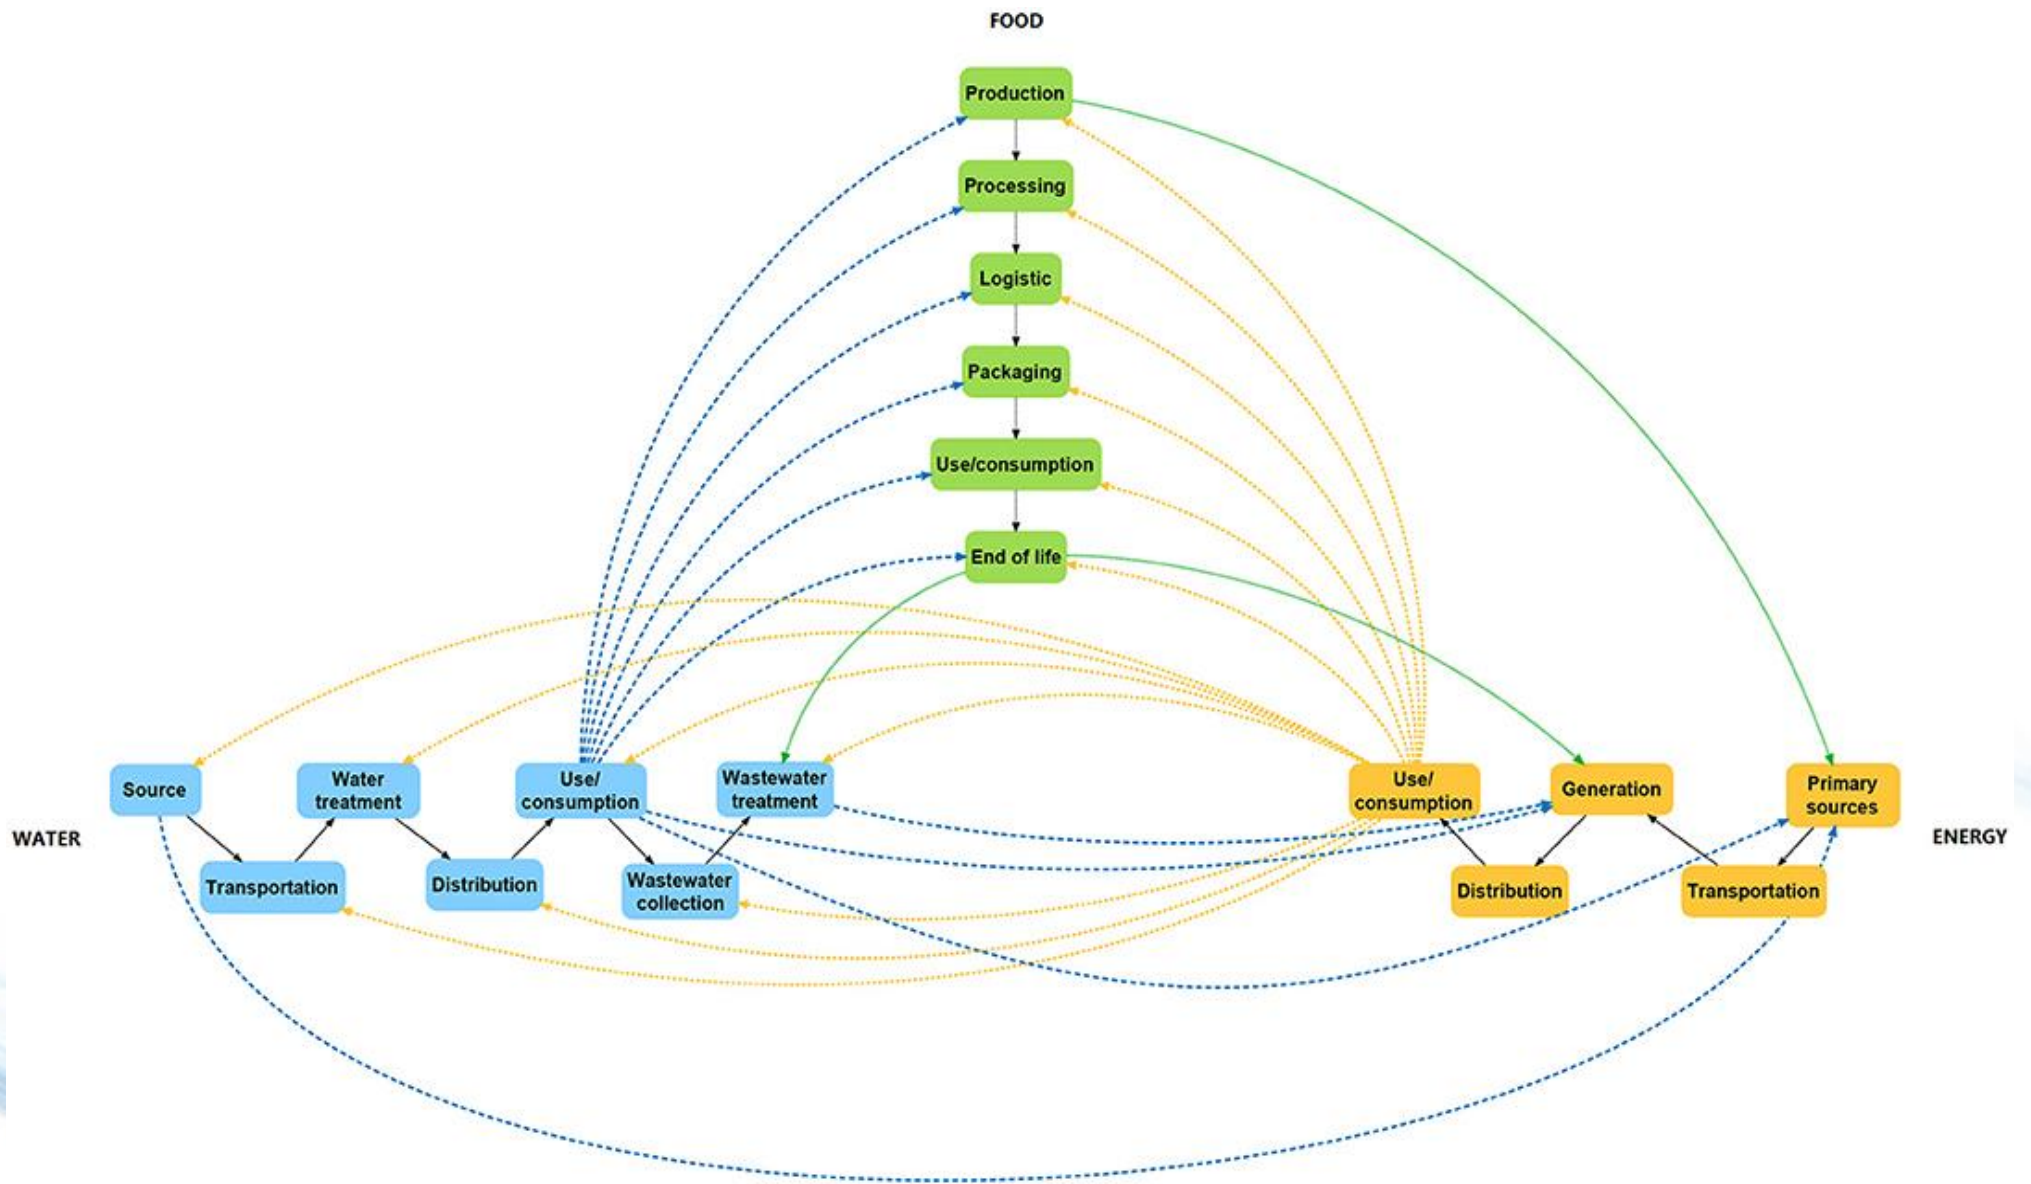 FOOD
Production
Processing
Logistic
Packaging
Use/consumption
End of life
Source
Water
treatment
Use/
consumption
Wastewater
treatment
Use/
consumption
Generation
Primary
sources
WATER
ENERGY
Transportation
Distribution
Wastewater
collection
Distribution
Transportation